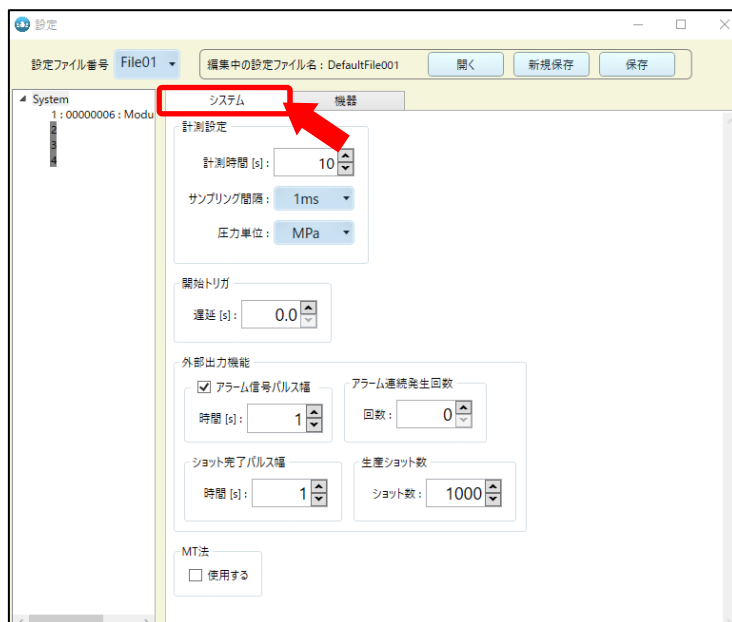 設定
設定ファイル番号 File01 編集中の設定ファイル名：DefaultFile001 開く 新規保存 保存
System
1 : 00000006 : Modu
2
3
4
システム 機器
計測設定
計測時間 [s] : 10
サンプリング間隔 : 1ms
圧力単位 : MPa
開始トリガ
遅延 [s] : 0.0
外部出力機能
アラーム信号パルス幅 アラーム連続発生回数
時間 [s] : 1 回数 : 0
ショット完了パルス幅 生産ショット数
時間 [s] : 1 ショット数 : 1000
MT法
使用する